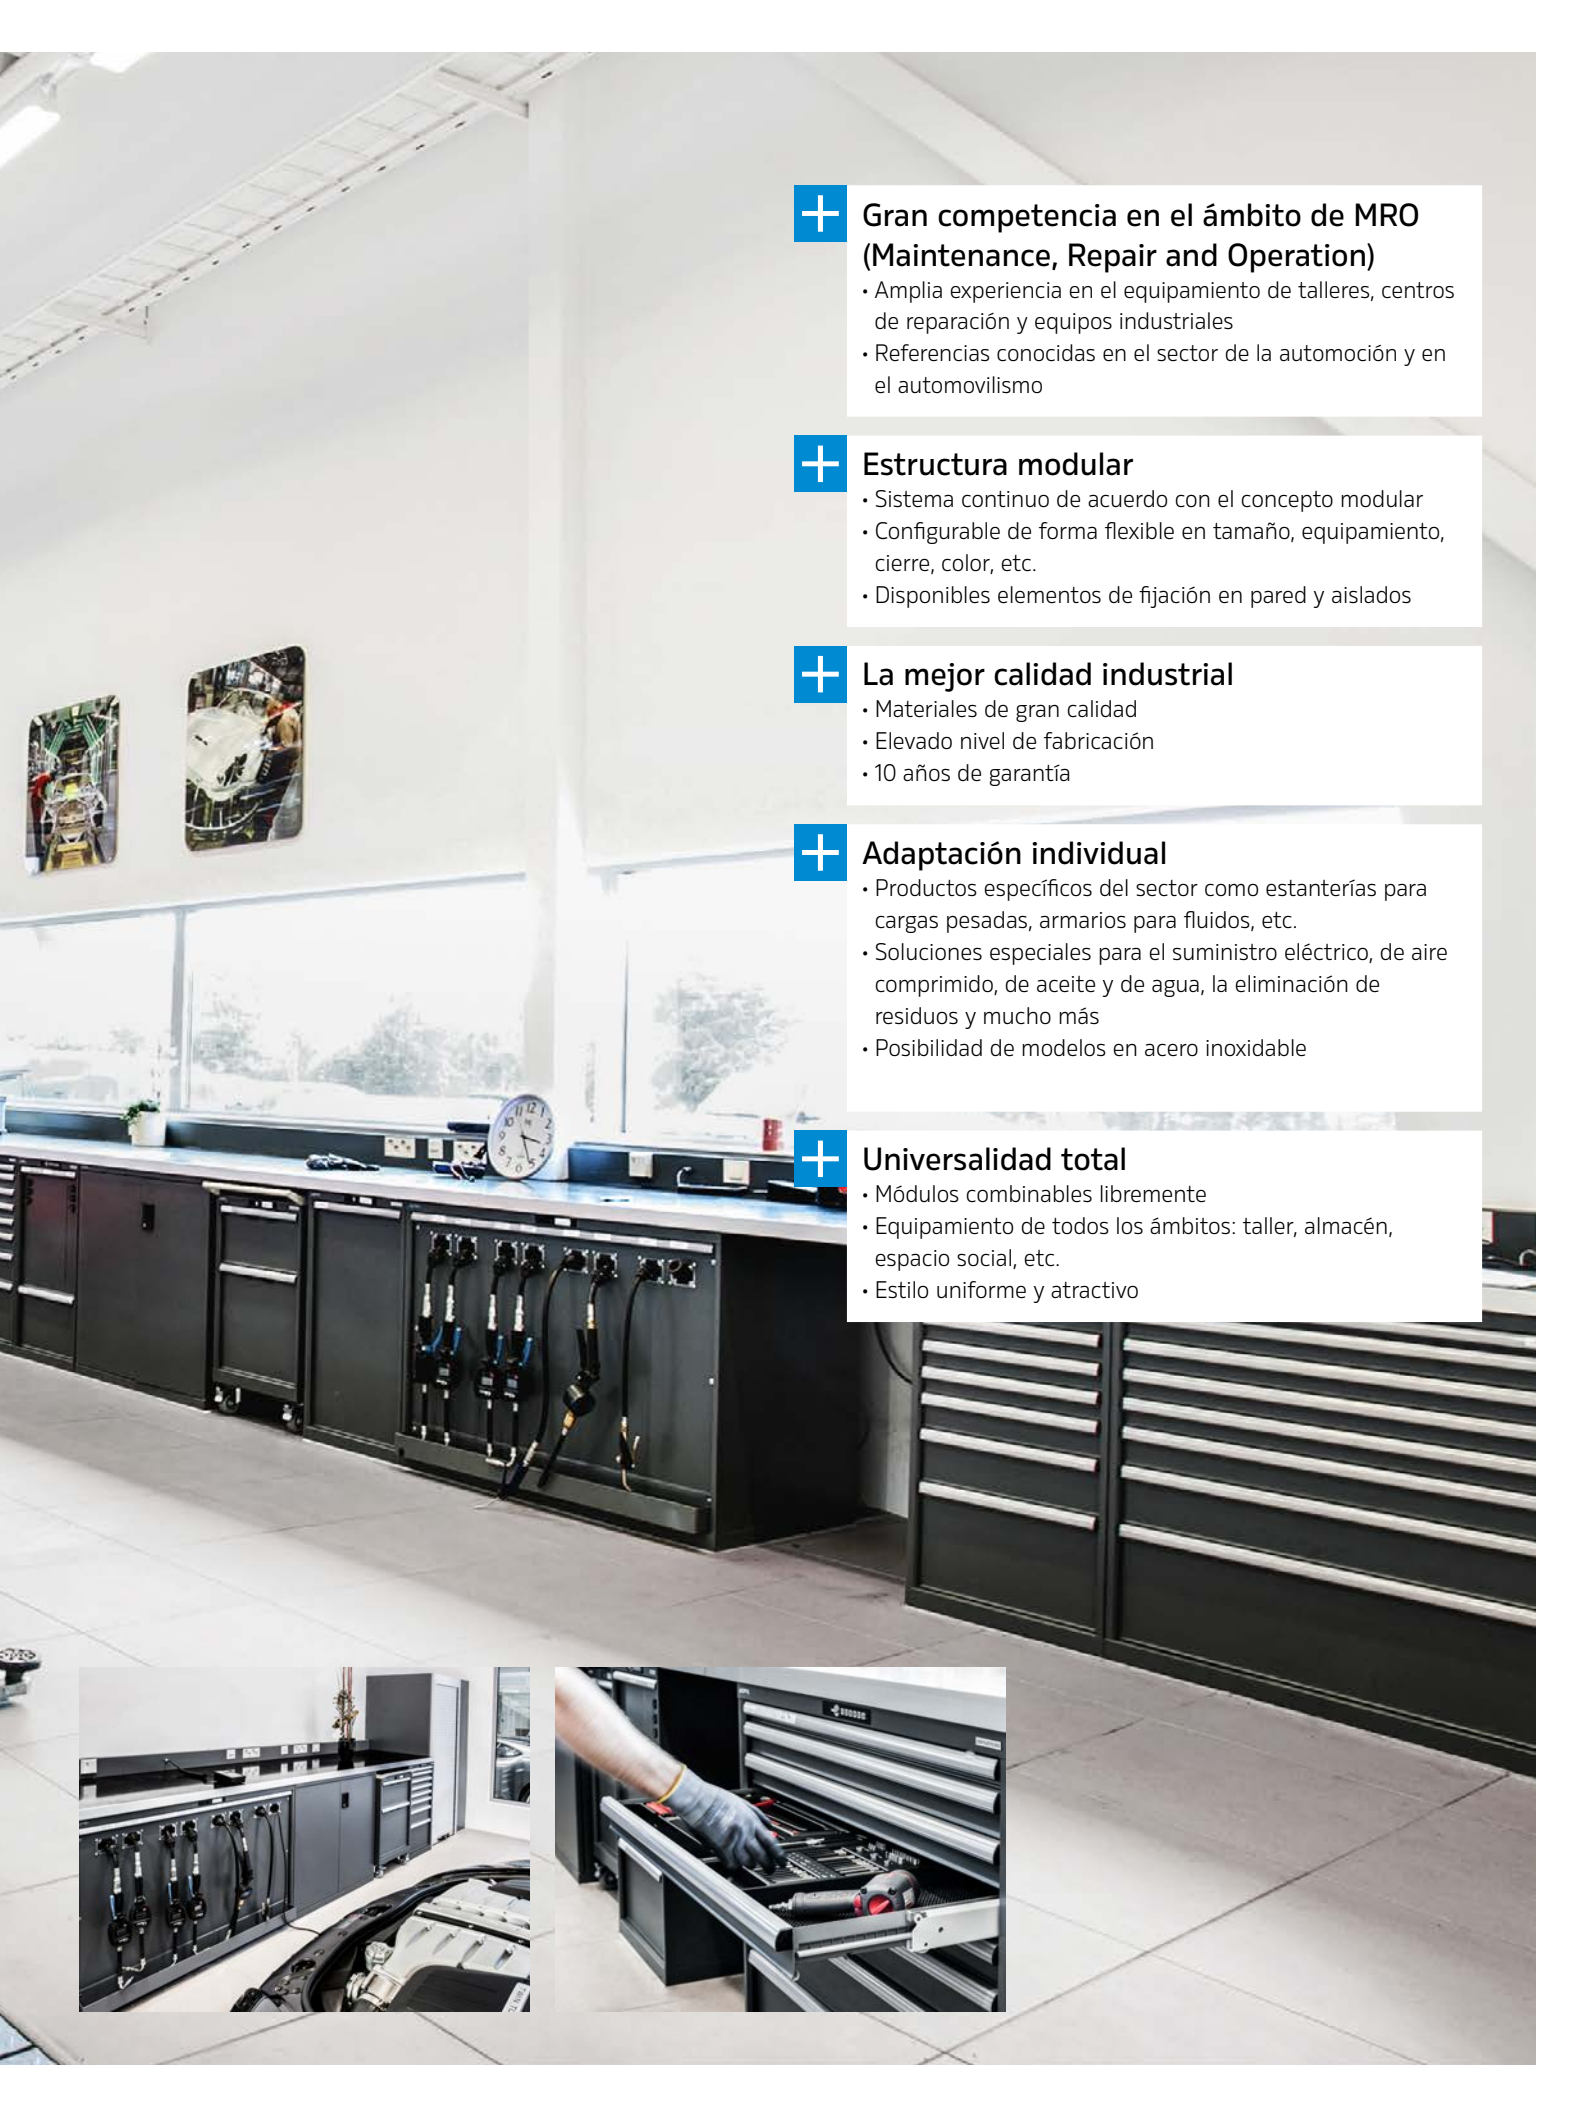 Gran competencia en el ámbito de MRO
(Maintenance, Repair and Operation)
• Amplia experiencia en el equipamiento de talleres, centros
de reparación y equipos industriales
• Referencias conocidas en el sector de la automoción y en
el automovilismo
Estructura modular
• Sistema continuo de acuerdo con el concepto modular
• Configurable de forma flexible en tamaño, equipamiento,
cierre, color, etc.
• Disponibles elementos de fijación en pared y aislados
La mejor calidad industrial
• Materiales de gran calidad
• Elevado nivel de fabricación
• 10 años de garantía
Adaptación individual
• Productos específicos del sector como estanterías para
cargas pesadas, armarios para fluidos, etc.
• Soluciones especiales para el suministro eléctrico, de aire
comprimido, de aceite y de agua, la eliminación de
residuos y mucho más
• Posibilidad de modelos en acero inoxidable
Universalidad total
• Módulos combinables libremente
• Equipamiento de todos los ámbitos: taller, almacén,
espacio social, etc.
• Estilo uniforme y atractivo